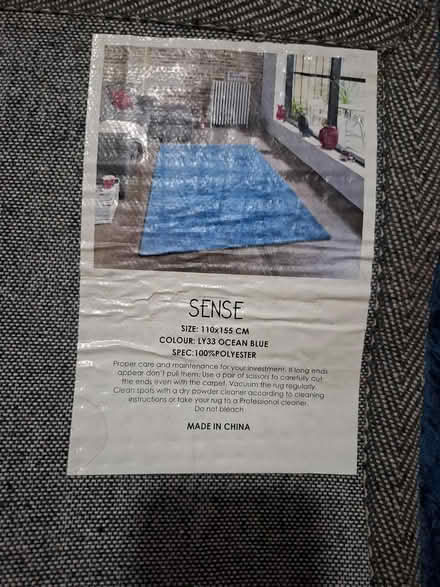 SENSE
SIZE: 110x155 CM
COLOUR: LY33 OCEAN BLUE
SPEC:100%POLYESTER
Proper care and maintenance for your investment. If long ends
appear don't pull them. Use a pair of scissors to carefully cut
the ends even with the carpet. Vacuum the rug regularly.
Clean spots with a dry powder cleaner according to cleaning
instructions or take your rug to a Professional cleaner.
Do not bleach
MADE IN CHINA